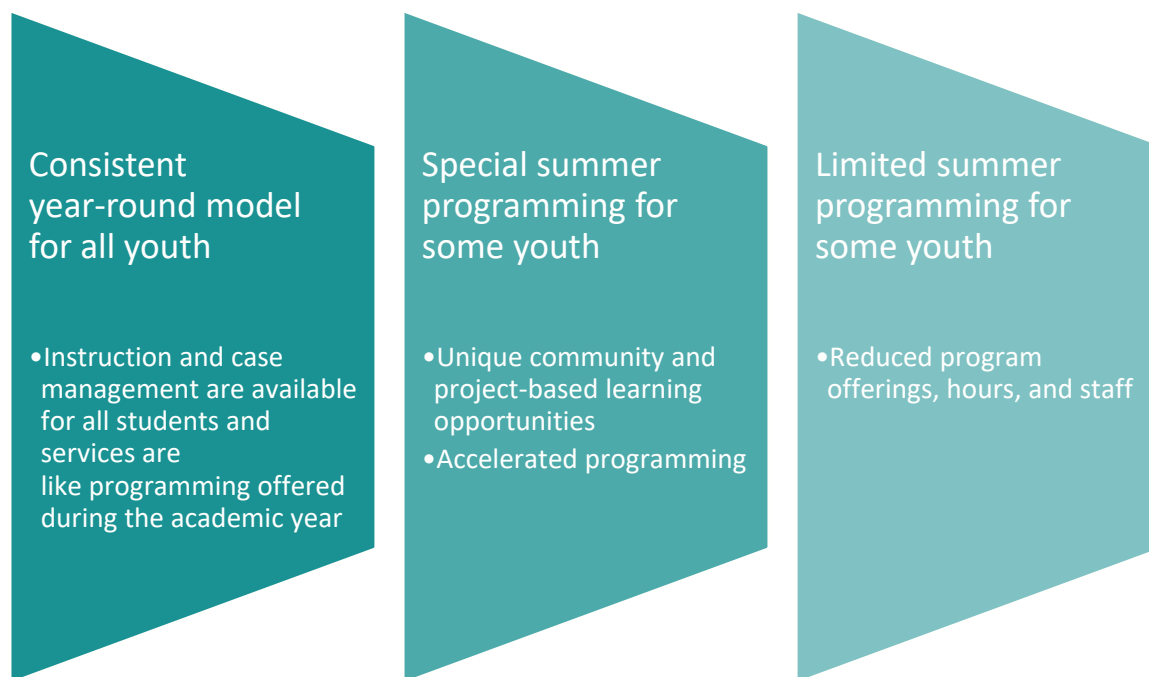 Consistent
year-round model
for all youth
•Instruction and case
management are available
for all students and
services are
like programming offered
during the academic year
Special summer
programming for
some youth
•Unique community and
project-based learning
opportunities
•Accelerated programming
Limited summer
programming for
some youth
•Reduced program
offerings, hours, and staff